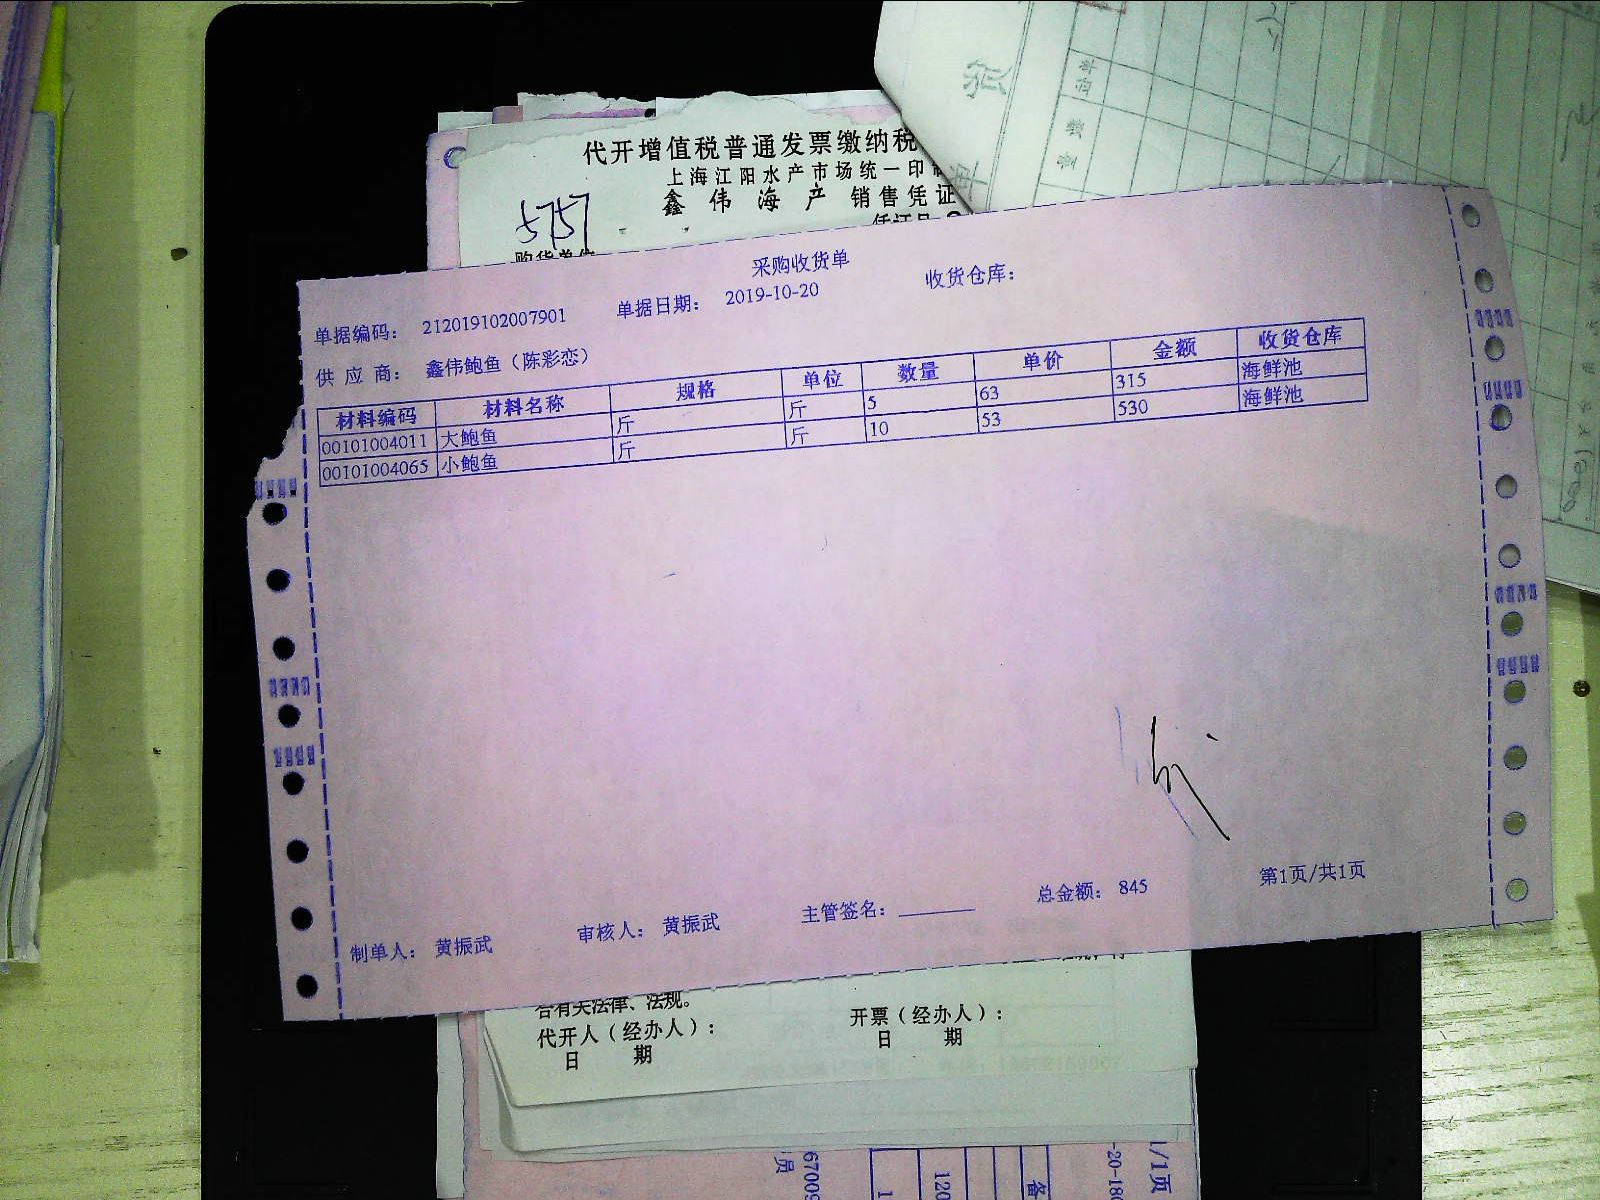 代开增值税普通发票缴纳税
上海江阳水产市场统一印制
鑫伟海产 销售凭证
5757
购货单位
采购收货单
单据编码： 212019102007901 单据日期： 2019-10-20 收货仓库：
供应商： 鑫伟鲍鱼（陈彩恋）
材料编码 材料名称 规格 单位 数量 单价 金额 收货仓库
00101004011 大鲍鱼 斤 斤 5 63 315 海鲜池
00101004065 小鲍鱼 斤 斤 10 53 530 海鲜池
制单人： 黄振武 审核人： 黄振武 主管签名： 总金额： 845 第1页/共1页
合有关法律、法规。
代开人（经办人）： 开票（经办人）：
日 期 日 期